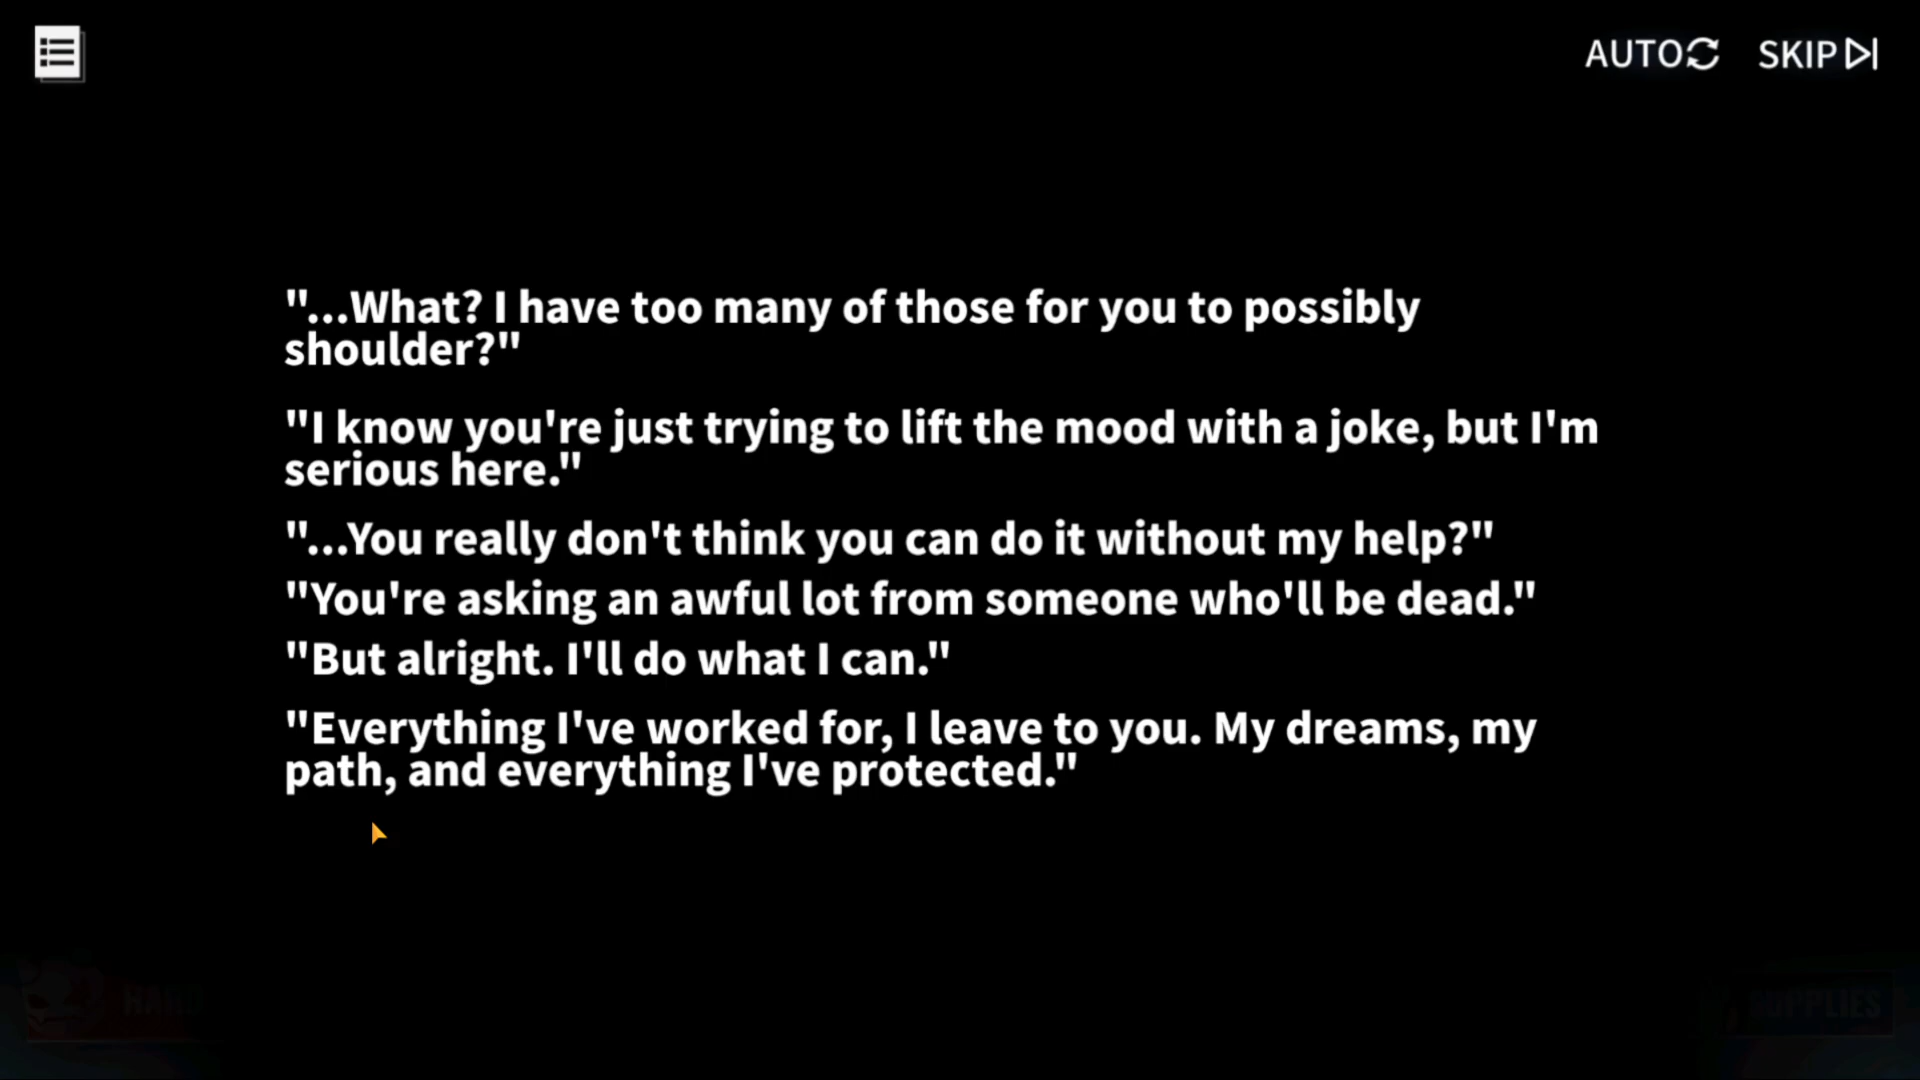 AUTO SKIP
"...What? I have too many of those for you to possibly
shoulder?"
"I know you're just trying to lift the mood with a joke, but I'm
serious here."
"...You really don't think you can do it without my help?"
"You're asking an awful lot from someone who'll be dead."
"But alright. I'll do what I can."
"Everything I've worked for, I leave to you. My dreams, my
path, and everything I've protected."
SUPPLIES